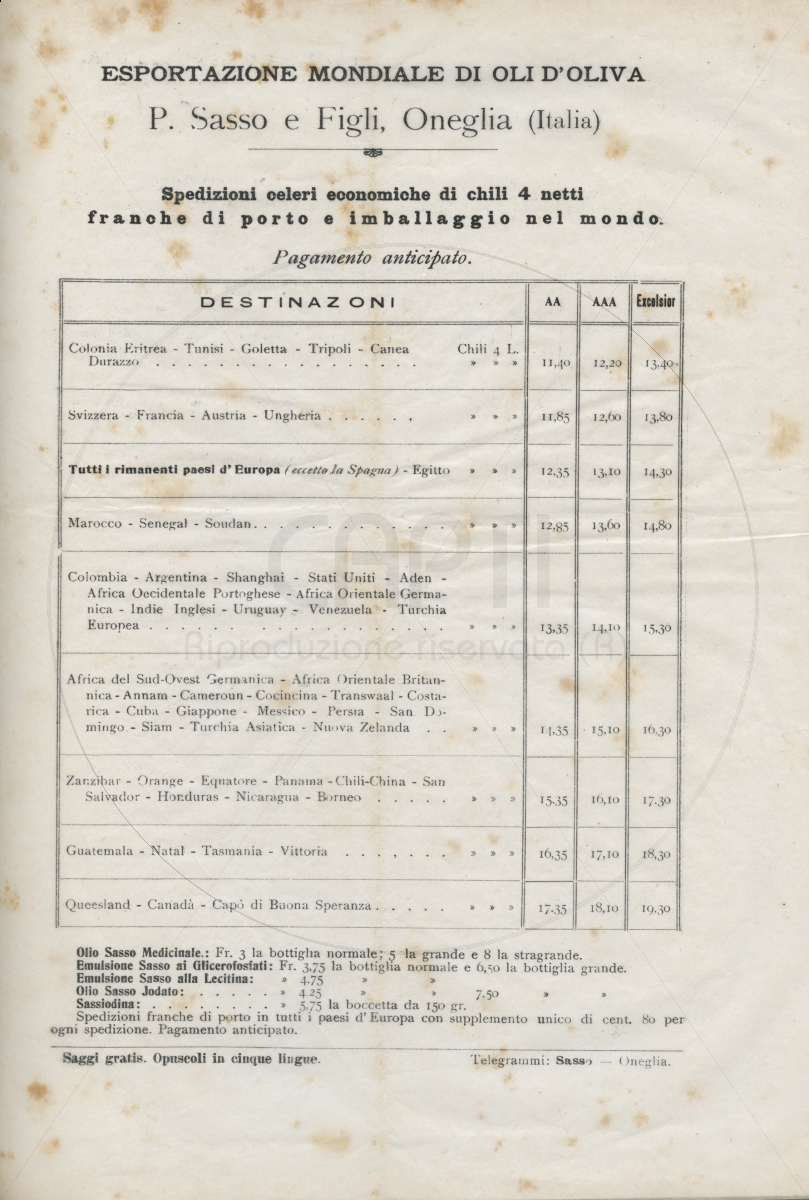 ESPORTAZIONE MONDIALE DI OLI D'OLIVA
P. Sasso e Figli, Oneglia (Italia)
Spedizioni celeri economiche di chili 4 netti
franche di porto e imballaggio nel mondo.
Pagamento anticipato.
DESTINAZONI AA AAA Excelsior
Colonia Eritrea - Tunisi - Goletta - Tripoli - Canea Chili 4 L.
Durazzo . . . . . . . . . . . . . . . . . » » » 11,40 12,20 13,40
Svizzera - Francia - Austria - Ungheria . . . . . . » » » 11,85 12,60 13,80
Tutti i rimanenti paesi d'Europa (eccetto la Spagna) - Egitto » » » 12,35 13,10 14,30
Marocco - Senegal - Soudan . . . . . . . . . . . . » » » 12,85 13,60 14,80
Colombia - Argentina - Shanghai - Stati Uniti - Aden -
Africa Occidentale Portoghese - Africa Orientale Germa-
nica - Indie Inglesi - Uruguay - Venezuela - Turchia
Europea . . . . . . . . . . . . . . . . » » » 13,35 14,10 15,30
Africa del Sud-Ovest Germanica - Africa Orientale Britan-
nica - Annam - Cameroun - Cocincina - Transwaal - Costa-
rica - Cuba - Giappone - Messico - Persia - San Do-
mingo - Siam - Turchia Asiatica - Nuova Zelanda . . » » » 14,35 15,10 16,30
Zanzibar - Orange - Equatore - Panama - Chili-China - San
Salvador - Honduras - Nicaragua - Borneo . . . . . » » » 15,35 16,10 17,30
Guatemala - Natal - Tasmania - Vittoria . . . . . . » » » 16,35 17,10 18,30
Queesland - Canadà - Capo di Buona Speranza . . . . . » » » 17,35 18,10 19,30
Olio Sasso Medicinale.: Fr. 3 la bottiglia normale; 5 la grande e 8 la stragrande.
Emulsione Sasso ai Glicerofosfati: Fr. 3,75 la bottiglia normale e 6,50 la bottiglia grande.
Emulsione Sasso alla Lecitina: » 4,75 » »
Olio Sasso Jodato: . . . . . » 4,25 » » 7,50 » »
Sassiodina: . . . . . . . . » 5,75 la boccetta da 150 gr.
Spedizioni franche di porto in tutti i paesi d'Europa con supplemento unico di cent. 80 per
ogni spedizione. Pagamento anticipato.
Saggi gratis. Opuscoli in cinque lingue. Telegrammi: Sasso — Oneglia.
Riproduzione riservata (R)